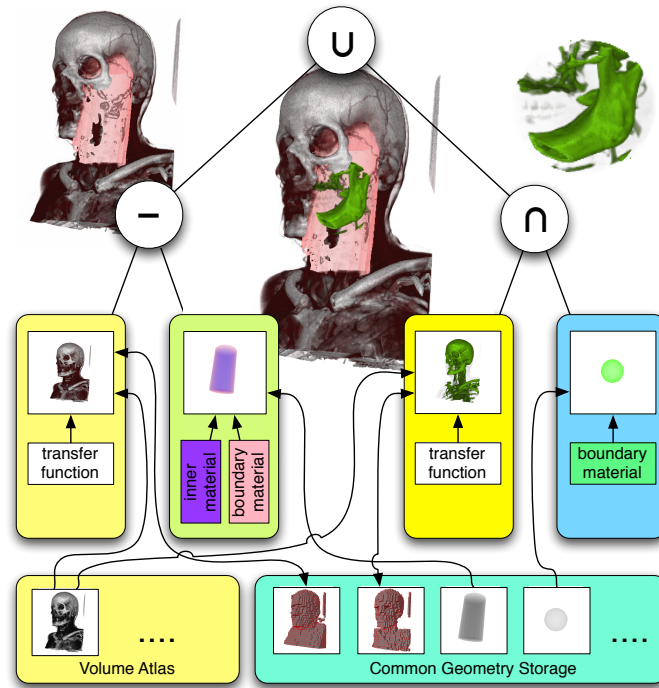 ∪
−
∩
transfer
function
inner
material
boundary
material
transfer
function
boundary
material
....
Volume Atlas
....
Common Geometry Storage